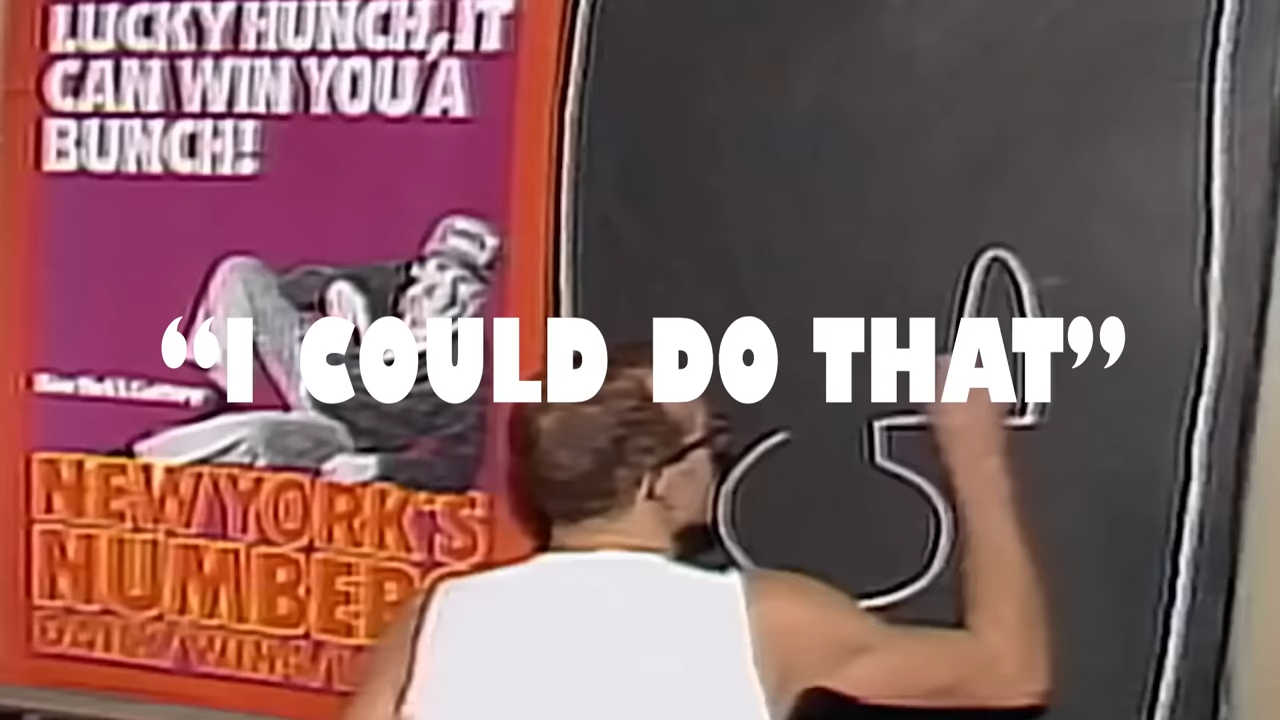 LUCKY HUNCH, IT
CAN WIN YOU A
BUNCH!
“I COULD DO THAT”
New York's Lottery
NEW YORK'S
NUMBERS